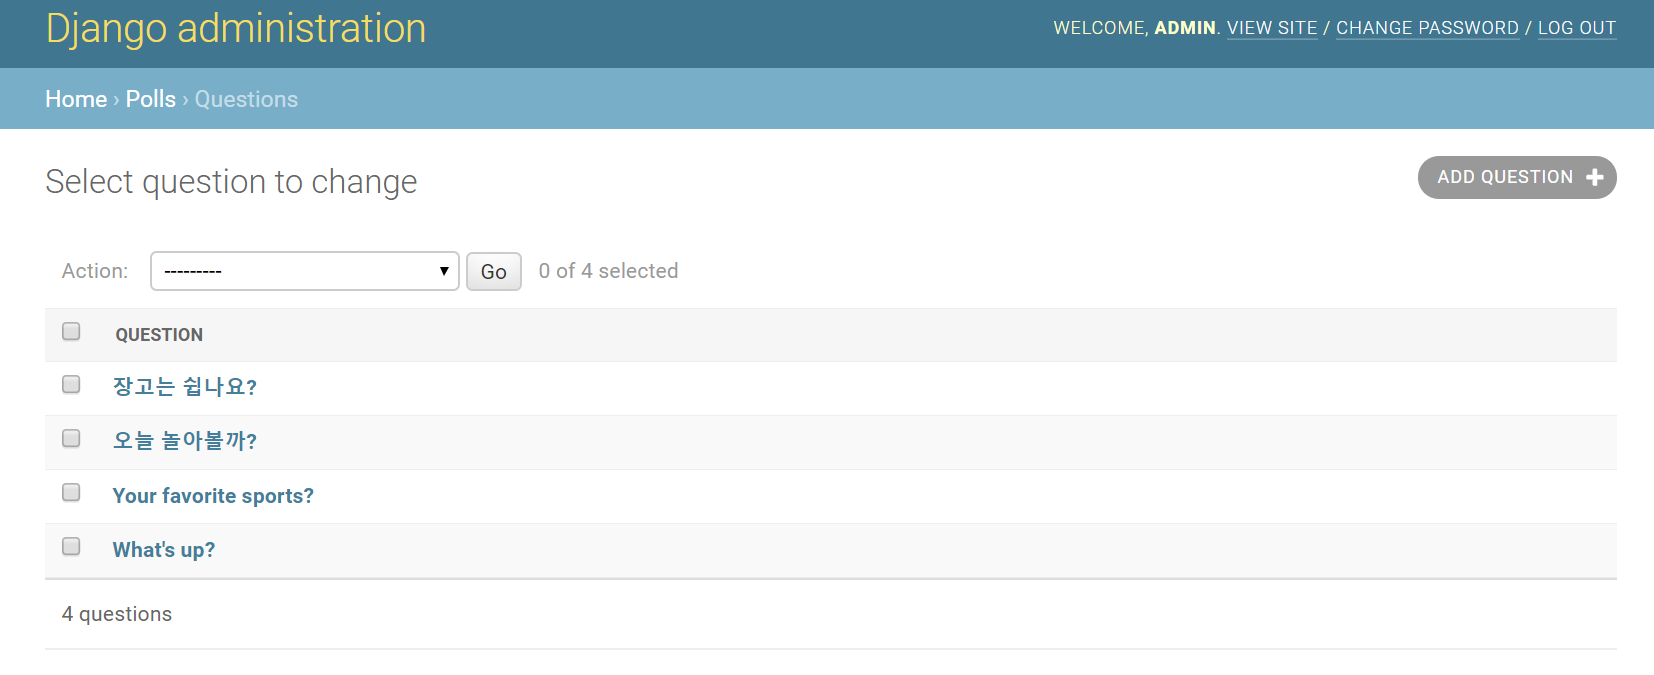 Django administration
WELCOME, ADMIN. VIEW SITE / CHANGE PASSWORD / LOG OUT
Home › Polls › Questions
Select question to change
ADD QUESTION +
Action: --------- Go 0 of 4 selected
QUESTION
장고는 쉽나요?
오늘 놀아볼까?
Your favorite sports?
What's up?
4 questions